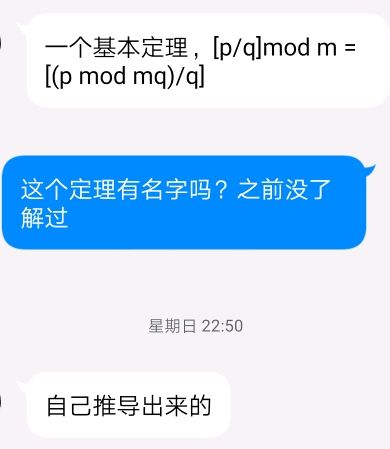 一个基本定理，[p/q]mod m =
[(p mod mq)/q]
这个定理有名字吗？之前没了
解过
星期日 22:50
自己推导出来的